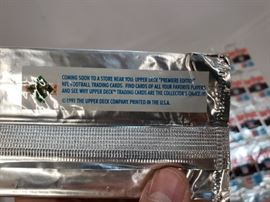 COMING SOON TO A STORE NEAR YOU: UPPER DECK "PREMIERE EDITION"
NFL FOOTBALL TRADING CARDS. FIND CARDS OF ALL YOUR FAVORITE PLAYERS
AND SEE WHY UPPER DECK TRADING CARDS ARE THE COLLECTOR'S CHOICE.
© 1991 THE UPPER DECK COMPANY. PRINTED IN THE U.S.A.